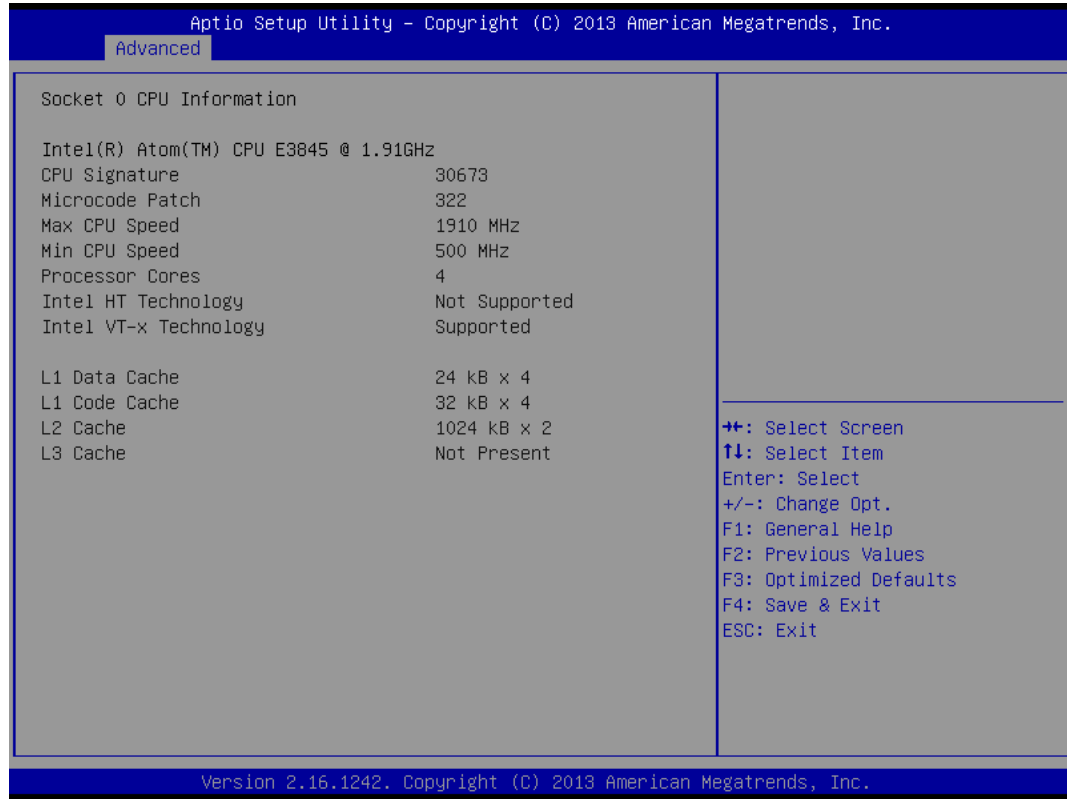 Aptio Setup Utility – Copyright (C) 2013 American Megatrends, Inc.
Advanced
Socket 0 CPU Information
Intel(R) Atom(TM) CPU E3845 @ 1.91GHz
CPU Signature 30673
Microcode Patch 322
Max CPU Speed 1910 MHz
Min CPU Speed 500 MHz
Processor Cores 4
Intel HT Technology Not Supported
Intel VT-x Technology Supported
L1 Data Cache 24 kB x 4
L1 Code Cache 32 kB x 4
L2 Cache 1024 kB x 2
L3 Cache Not Present
→←: Select Screen
↑↓: Select Item
Enter: Select
+/-: Change Opt.
F1: General Help
F2: Previous Values
F3: Optimized Defaults
F4: Save & Exit
ESC: Exit
Version 2.16.1242. Copyright (C) 2013 American Megatrends, Inc.